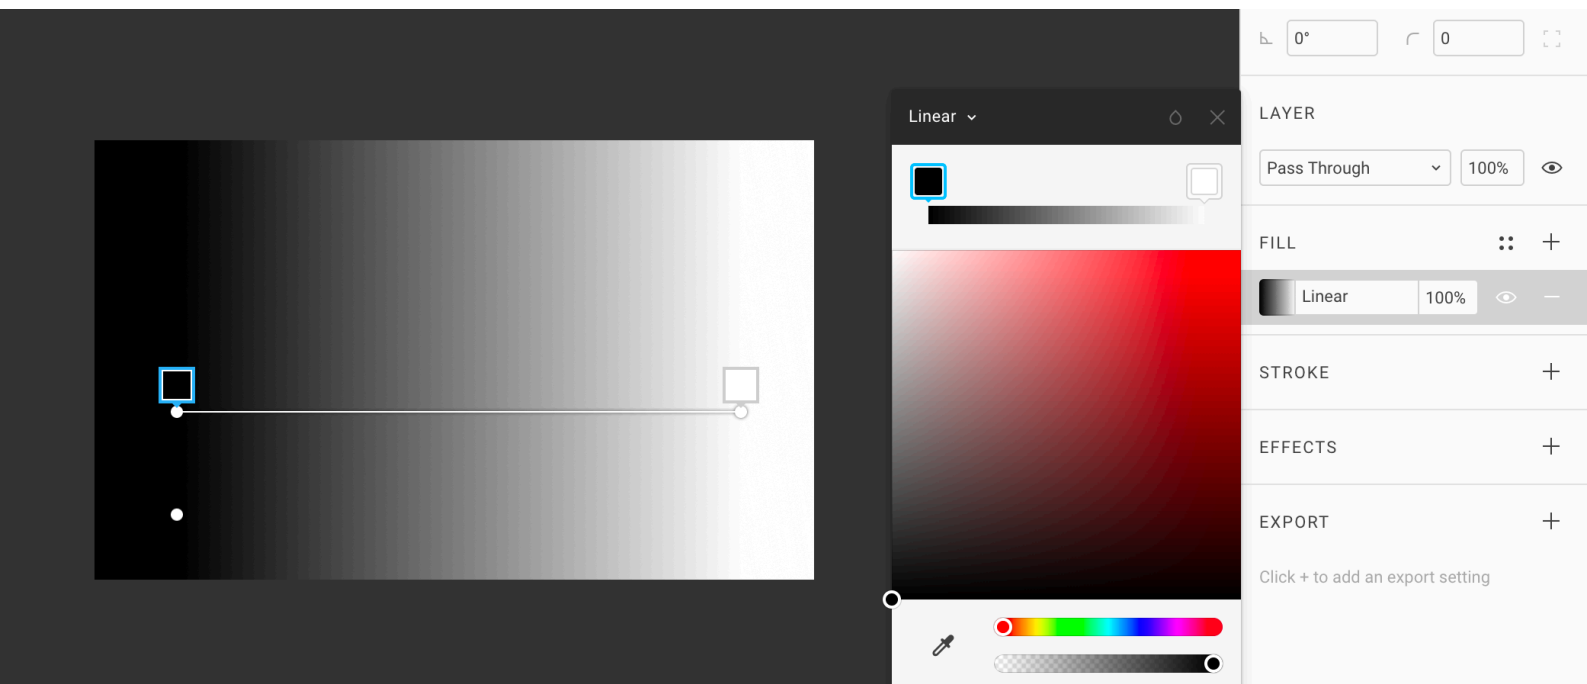 0°
0
Linear
LAYER
Pass Through
100%
FILL
Linear
100%
STROKE
EFFECTS
EXPORT
Click + to add an export setting